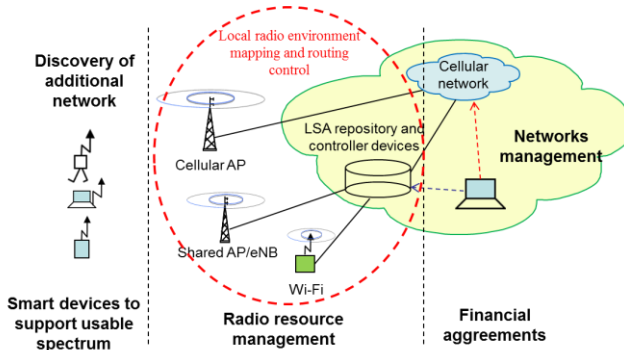 Discovery of
additional
network
Smart devices to
support usable
spectrum
Local radio environment
mapping and routing
control
Cellular AP
Shared AP/eNB
Wi-Fi
LSA repository and
controller devices
Radio resource
management
Cellular
network
Networks
management
Financial
aggreements